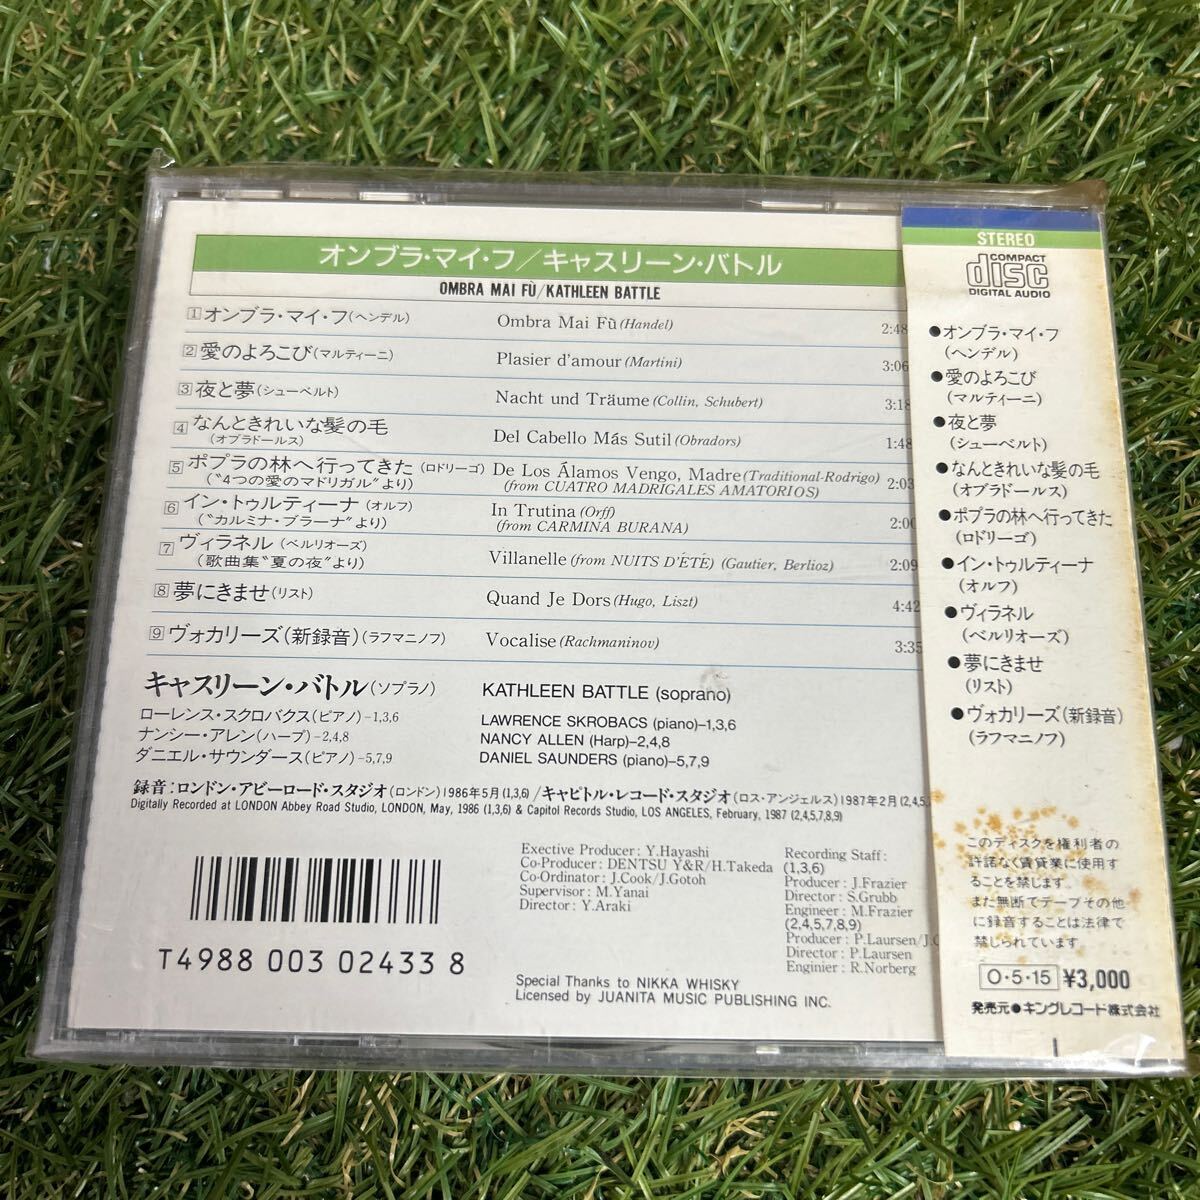 オンブラ・マイ・フ／キャスリーン・バトル
OMBRA MAI FÙ/KATHLEEN BATTLE
1 オンブラ・マイ・フ(ヘンデル) Ombra Mai Fù (Handel) 2:48
2 愛のよろこび(マルティーニ) Plasier d'amour (Martini) 3:06
3 夜と夢(シューベルト) Nacht und Träume (Collin, Schubert) 3:18
4 なんときれいな髪の毛 Del Cabello Más Sutil (Obradors) 1:48
(オブラドールス)
5 ポプラの林へ行ってきた (ロドリーゴ) De Los Álamos Vengo, Madre (Traditional-Rodrigo) 2:03
(〝4つの愛のマドリガル〟より) (from CUATRO MADRIGALES AMATORIOS)
6 イン・トゥルティーナ (オルフ) In Trutina (Orff) 2:00
(〝カルミナ・ブラーナ〟より) (from CARMINA BURANA)
7 ヴィラネル (ベルリオーズ) Villanelle (from NUITS D'ÉTÉ) (Gautier, Berlioz) 2:09
(歌曲集〝夏の夜〟より)
8 夢にきませ(リスト) Quand Je Dors (Hugo, Liszt) 4:42
9 ヴォカリーズ(新録音)(ラフマニノフ) Vocalise (Rachmaninov) 3:35
キャスリーン・バトル(ソプラノ) KATHLEEN BATTLE (soprano)
ローレンス・スクロバクス(ピアノ)–1,3,6 LAWRENCE SKROBACS (piano)–1,3,6
ナンシー・アレン(ハープ)–2,4,8 NANCY ALLEN (Harp)–2,4,8
ダニエル・サウンダース(ピアノ)–5,7,9 DANIEL SAUNDERS (piano)–5,7,9
録音：ロンドン・アビーロード・スタジオ(ロンドン)1986年5月(1,3,6)／キャピトル・レコード・スタジオ(ロス・アンジェルス)1987年2月(2,4,5,
Digitally Recorded at LONDON Abbey Road Studio, LONDON, May, 1986 (1,3,6) & Capitol Records Studio, LOS ANGELES, February, 1987 (2,4,5,7,8,9)
Exective Producer : Y.Hayashi
Co-Producer : DENTSU Y&R/H.Takeda
Co-Ordinator : J.Cook/J.Gotoh
Supervisor : M.Yanai
Director : Y.Araki
Recording Staff:
(1,3,6)
Producer : J.Frazier
Director : S.Grubb
Engineer : M.Frazier
(2,4,5,7,8,9)
Producer : P.Laursen/J.
Director : P.Laursen
Enginier : R.Norberg
Special Thanks to NIKKA WHISKY
Licensed by JUANITA MUSIC PUBLISHING INC.
T4988 003 02433 8
STEREO
COMPACT
disc
DIGITAL AUDIO
●オンブラ・マイ・フ
(ヘンデル)
●愛のよろこび
(マルティーニ)
●夜と夢
(シューベルト)
●なんときれいな髪の毛
(オブラドールス)
●ポプラの林へ行ってきた
(ロドリーゴ)
●イン・トゥルティーナ
(オルフ)
●ヴィラネル
(ベルリオーズ)
●夢にきませ
(リスト)
●ヴォカリーズ(新録音)
(ラフマニノフ)
このディスクを権利者の
許諾なく賃貸業に使用す
ることを禁じます。
また無断でテープその他
に録音することは法律で
禁じられています。
O・5・15 ¥3,000
発売元●キングレコード株式会社